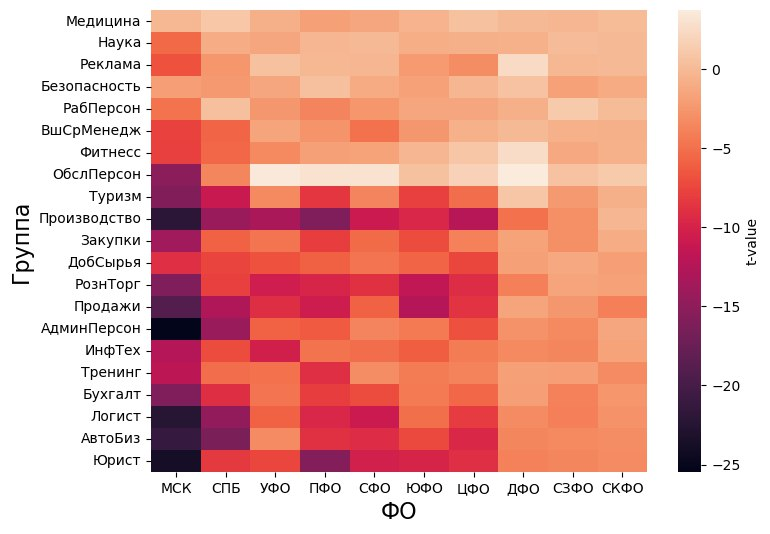 Группа
Медицина
Наука
Реклама
Безопасность
РабПерсон
ВшСрМенедж
Фитнесс
ОбслПерсон
Туризм
Производство
Закупки
ДобСырья
РознТорг
Продажи
АдминПерсон
ИнфТех
Тренинг
Бухгалт
Логист
АвтоБиз
Юрист
МСК СПБ УФО ПФО СФО ЮФО ЦФО ДФО СЗФО СКФО
ФО
0
−5
−10
−15
−20
−25
t-value